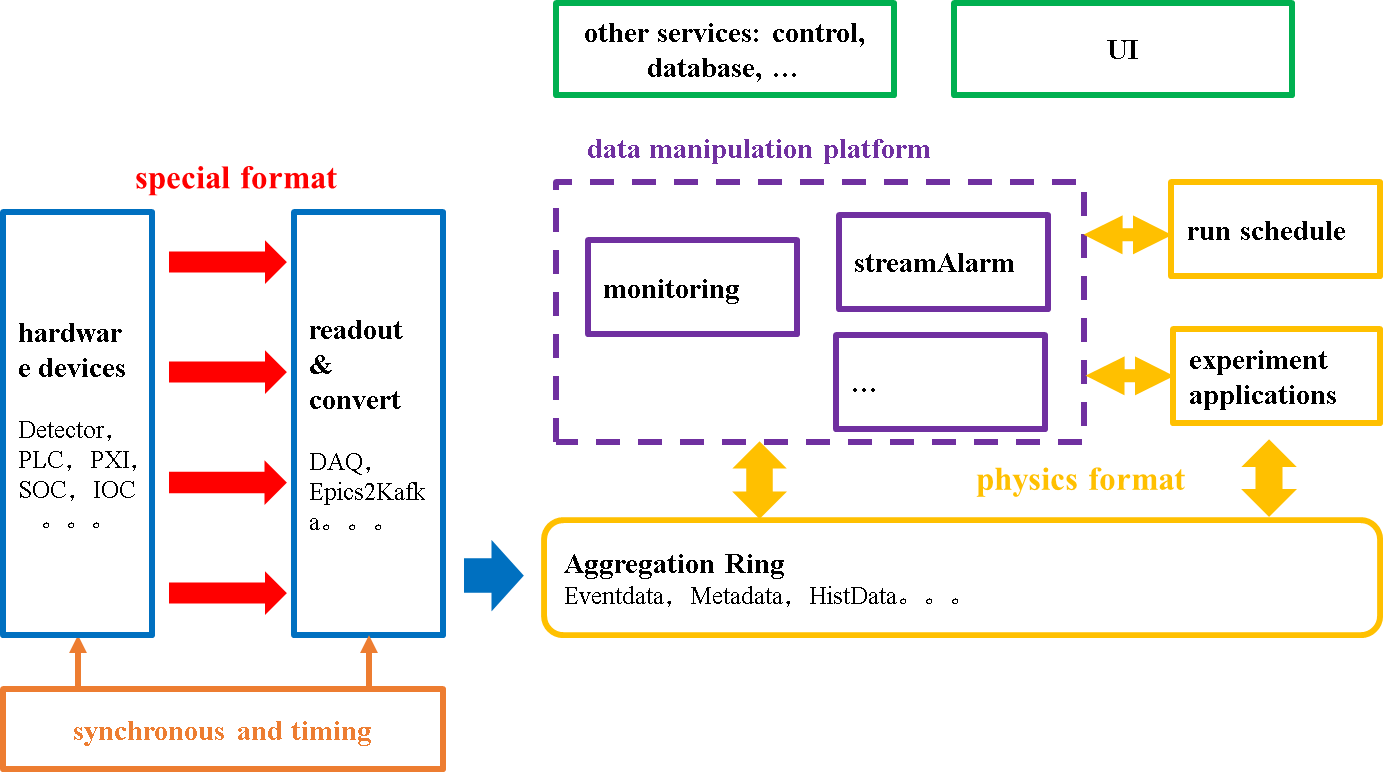 other services: control,
database, …
UI
data manipulation platform
special format
hardwar
e devices
Detector，
PLC，PXI，
SOC，IOC
。。。
readout
&
convert
DAQ，
Epics2Kafk
a。。。
monitoring
streamAlarm
…
run schedule
experiment
applications
physics format
Aggregation Ring
Eventdata，Metadata，HistData。。。
synchronous and timing